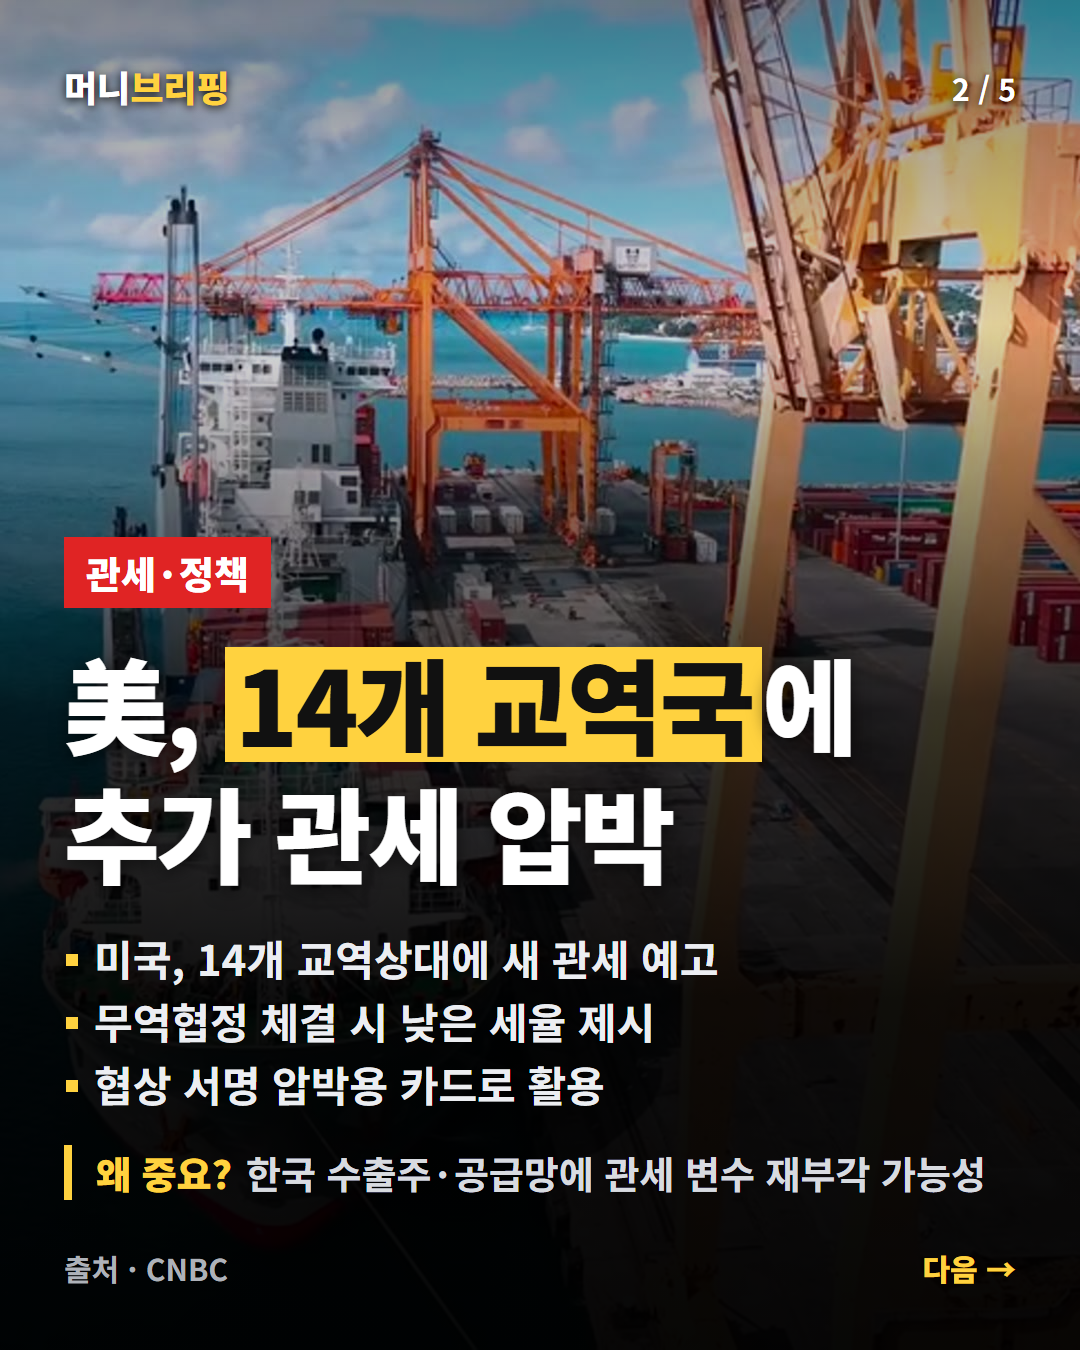 머니브리핑
2 / 5
관세·정책
美, 14개 교역국에
추가 관세 압박
미국, 14개 교역상대에 새 관세 예고
무역협정 체결 시 낮은 세율 제시
협상 서명 압박용 카드로 활용
왜 중요? 한국 수출주·공급망에 관세 변수 재부각 가능성
출처 · CNBC
다음 →